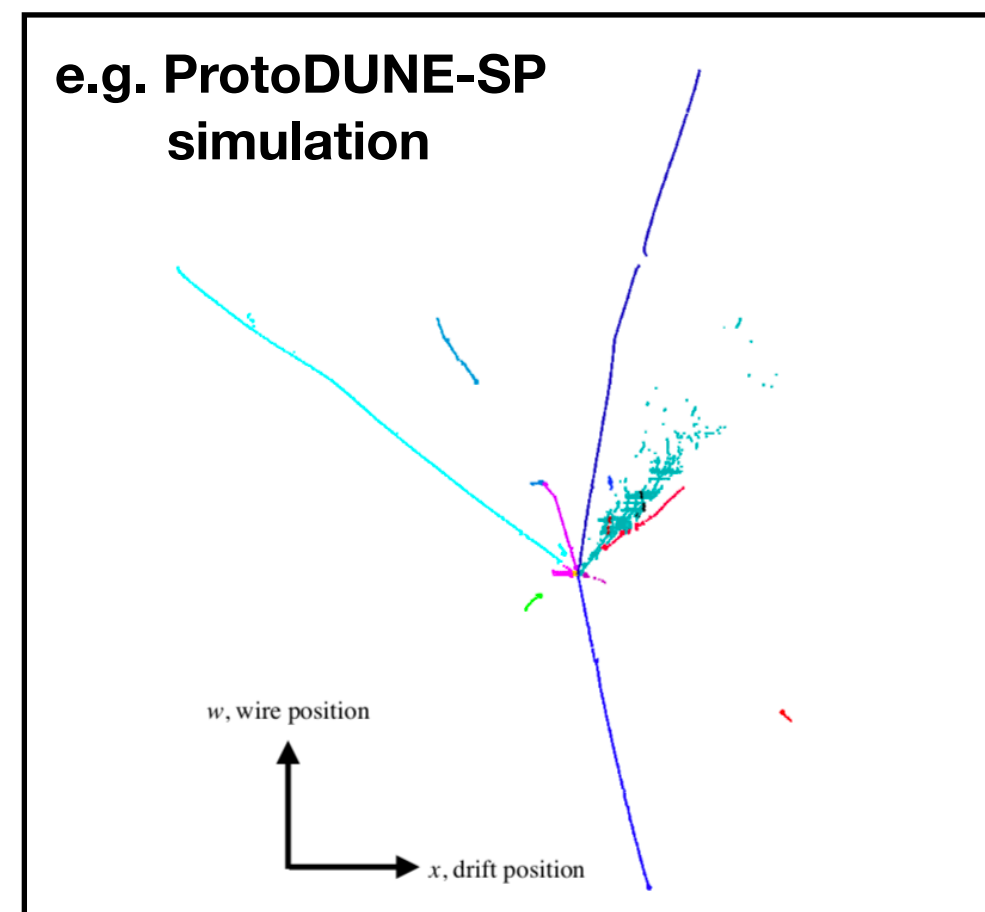 e.g. ProtoDUNE-SP
simulation
w, wire position
x, drift position